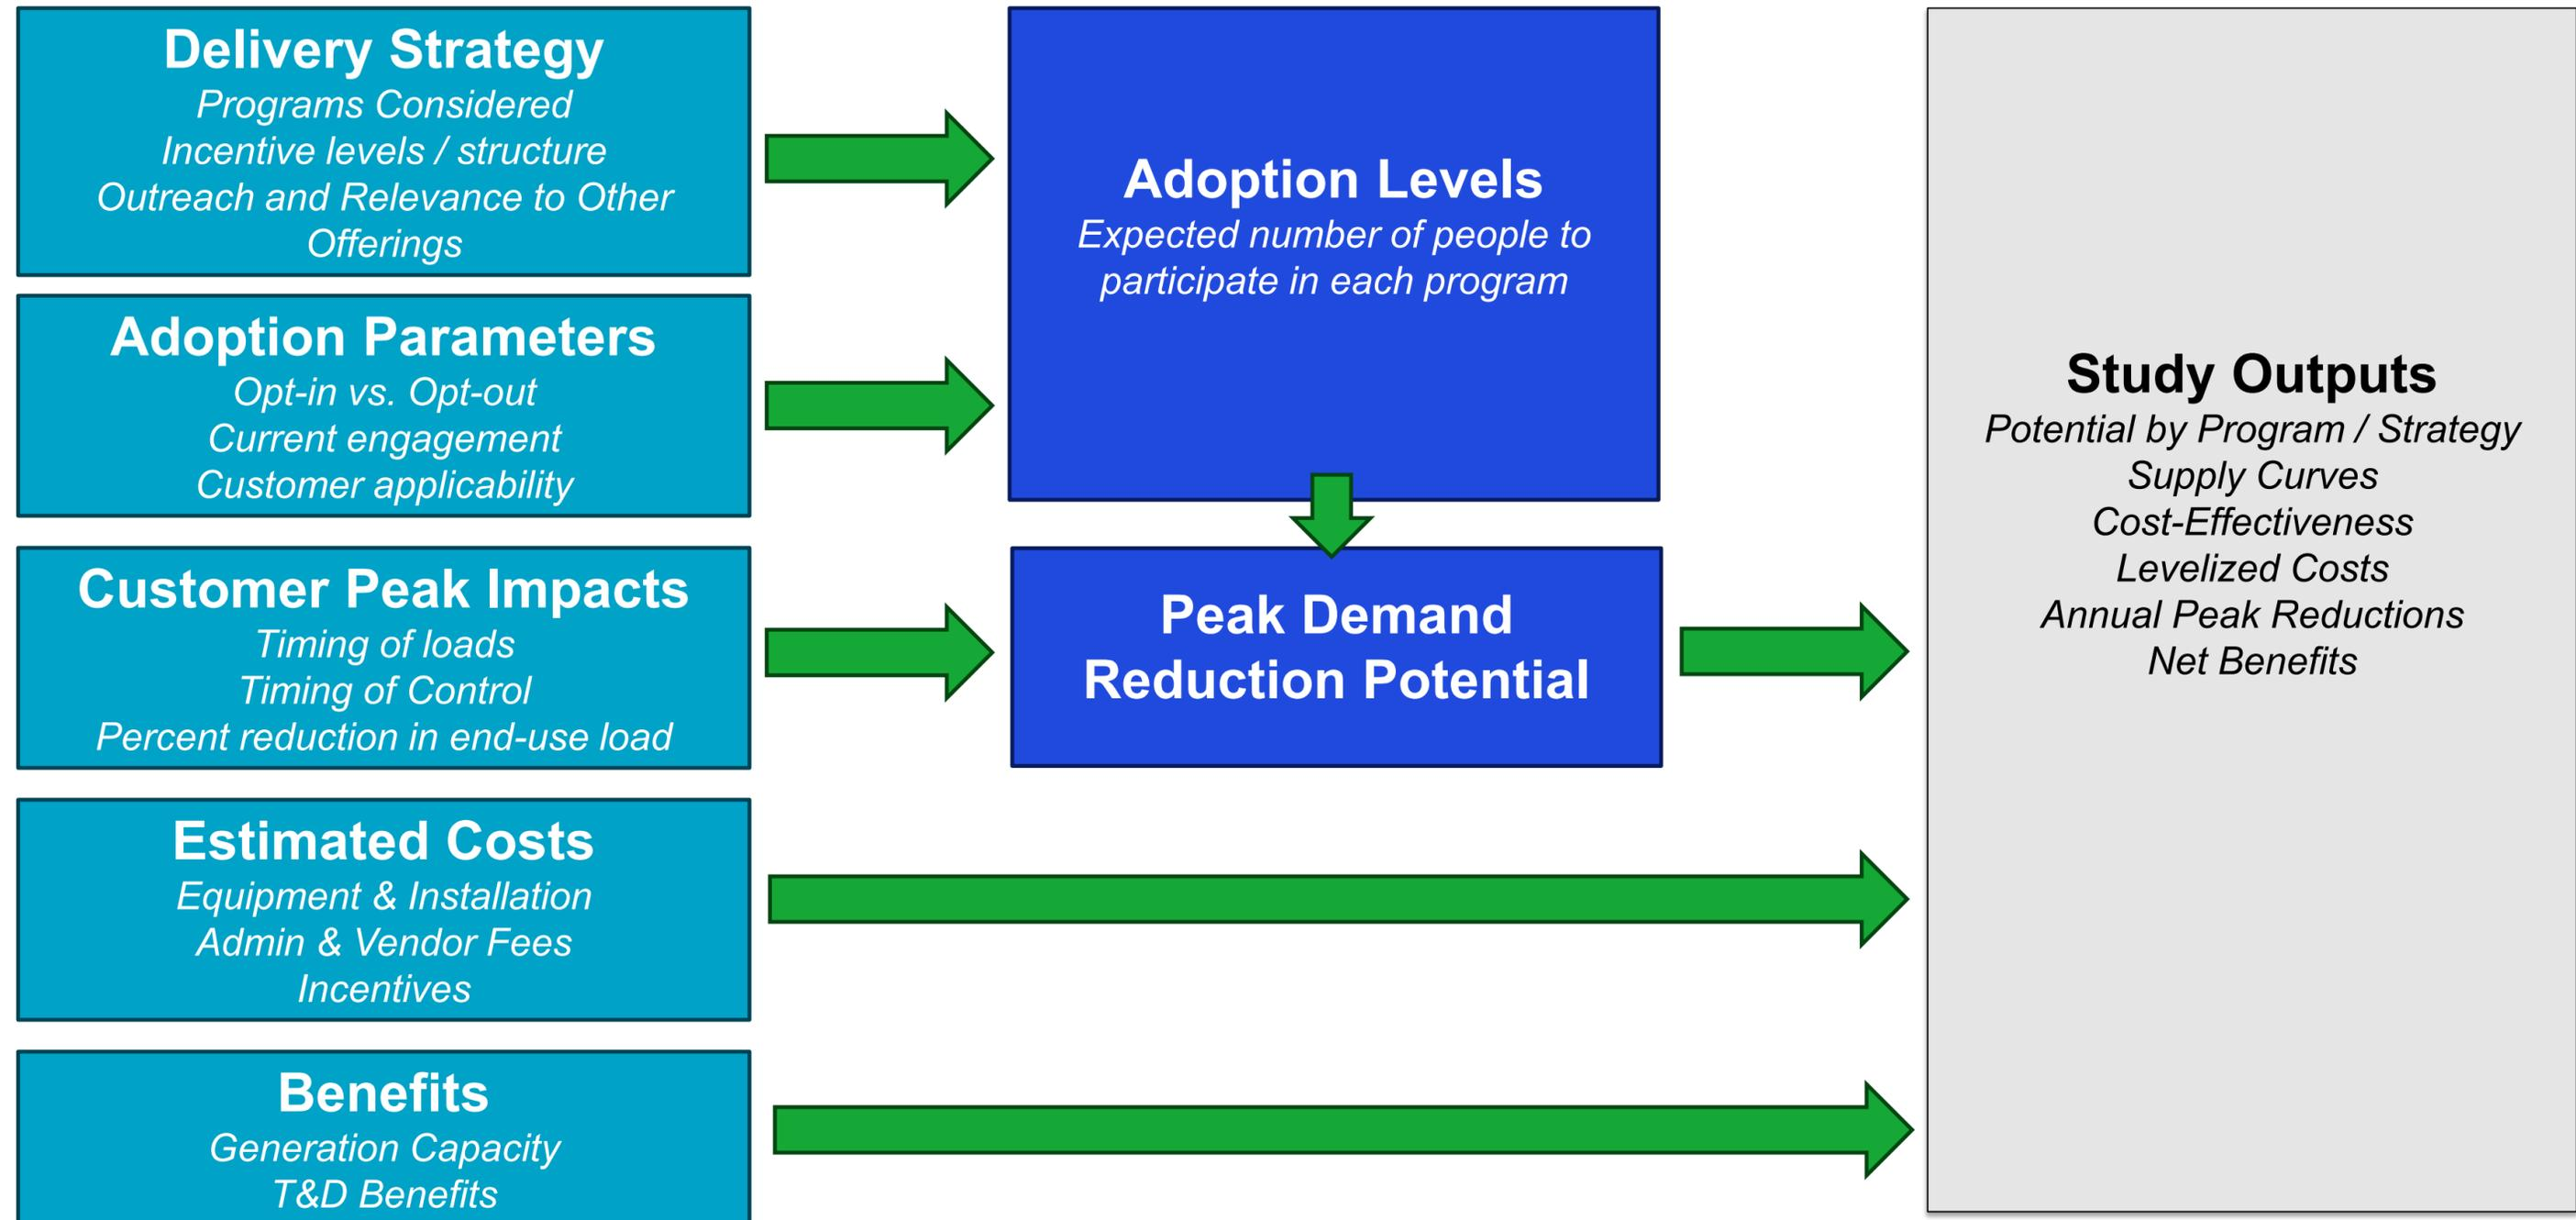 Delivery Strategy
Programs Considered
Incentive levels / structure
Outreach and Relevance to Other
Offerings
Adoption Parameters
Opt-in vs. Opt-out
Current engagement
Customer applicability
Customer Peak Impacts
Timing of loads
Timing of Control
Percent reduction in end-use load
Estimated Costs
Equipment & Installation
Admin & Vendor Fees
Incentives
Benefits
Generation Capacity
T&D Benefits
Adoption Levels
Expected number of people to
participate in each program
Peak Demand
Reduction Potential
Study Outputs
Potential by Program / Strategy
Supply Curves
Cost-Effectiveness
Levelized Costs
Annual Peak Reductions
Net Benefits